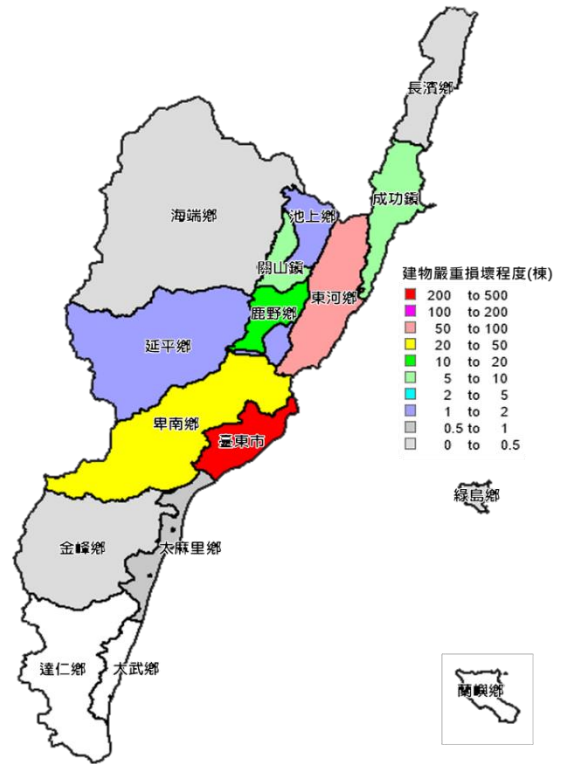 長濱鄉
成功鎮
海端鄉
池上鄉
關山鎮
東河鄉
鹿野鄉
延平鄉
卑南鄉
臺東市
建物嚴重損壞程度(棟)
200 to 500
100 to 200
50 to 100
20 to 50
10 to 20
5 to 10
2 to 5
1 to 2
0.5 to 1
0 to 0.5
綠島鄉
金峰鄉
太麻里鄉
達仁鄉
大武鄉
蘭嶼鄉